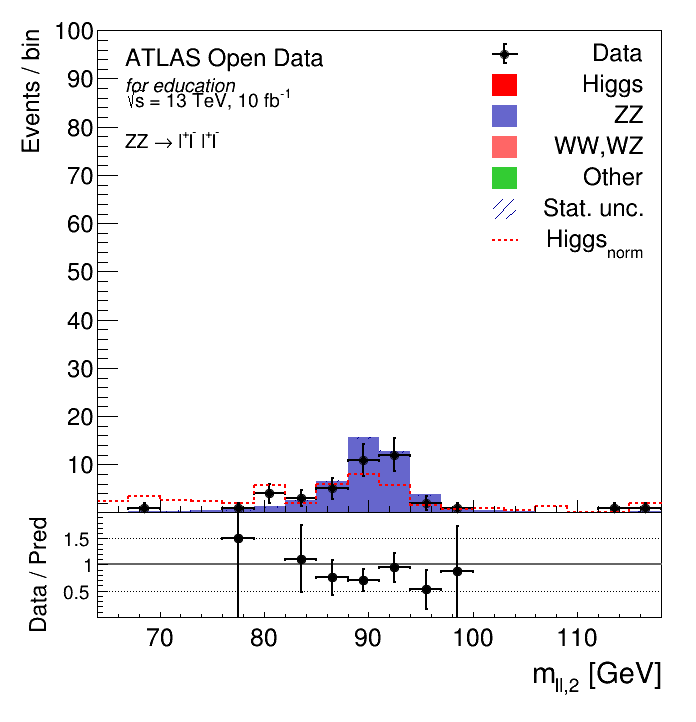 100
90
80
70
60
50
40
30
20
10
Events / bin
ATLAS Open Data
for education
√s = 13 TeV, 10 fb⁻¹
ZZ → l⁺l⁻ l⁺l⁻
Data
Higgs
ZZ
WW,WZ
Other
Stat. unc.
Higgs_norm
Data / Pred
1.5
1
0.5
70 80 90 100 110
m_ll,2 [GeV]